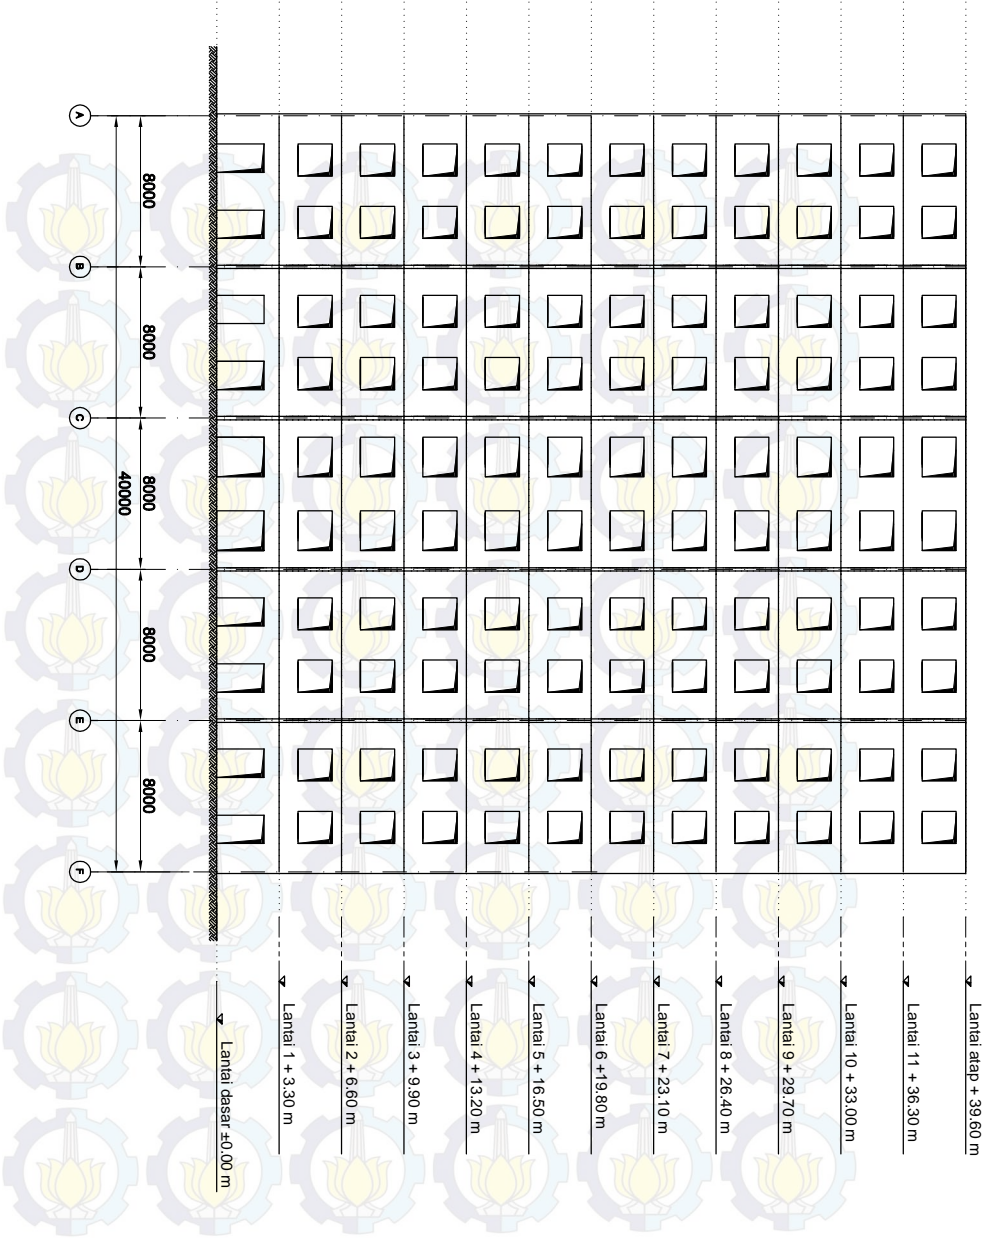 Lantai atap + 39.60 m
Lantai 11 + 36.30 m
Lantai 10 + 33.00 m
Lantai 9 + 29.70 m
Lantai 8 + 26.40 m
Lantai 7 + 23.10 m
Lantai 6 +19.80 m
Lantai 5 + 16.50 m
Lantai 4 + 13.20 m
Lantai 3 + 9.90 m
Lantai 2 + 6.60 m
Lantai 1 + 3.30 m
Lantai dasar ±0.00 m
8000
8000
8000
8000
8000
40000
A
B
C
D
E
F